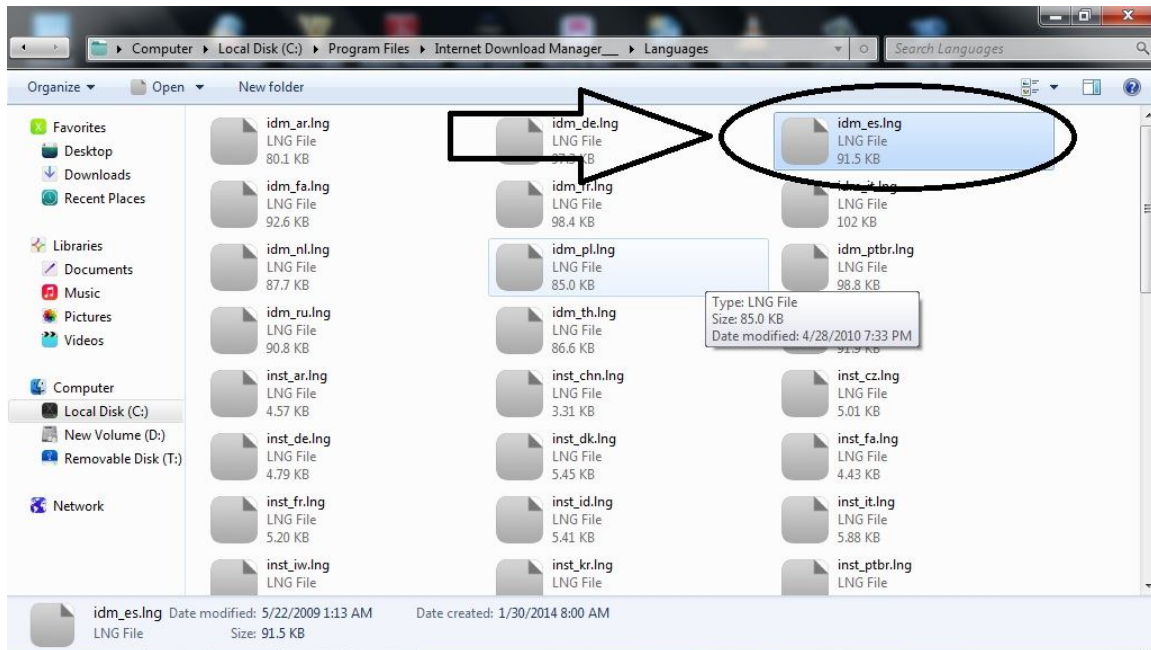 Computer Local Disk (C:) Program Files Internet Download Manager__ Languages
Search Languages
Organize Open New folder
Favorites
Desktop
Downloads
Recent Places
Libraries
Documents
Music
Pictures
Videos
Computer
Local Disk (C:)
New Volume (D:)
Removable Disk (T:)
Network
idm_ar.lng
LNG File
80.1 KB
idm_de.lng
LNG File
KB
idm_es.lng
LNG File
91.5 KB
idm_fa.lng
LNG File
92.6 KB
idm_fr.lng
LNG File
98.4 KB
idm_it.lng
LNG File
102 KB
idm_nl.lng
LNG File
87.7 KB
idm_pl.lng
LNG File
85.0 KB
idm_ptbr.lng
LNG File
98.8 KB
Type: LNG File
Size: 85.0 KB
Date modified: 4/28/2010 7:33 PM
idm_ru.lng
LNG File
90.8 KB
idm_th.lng
LNG File
86.6 KB
91.9 KB
inst_ar.lng
LNG File
4.57 KB
inst_chn.lng
LNG File
3.31 KB
inst_cz.lng
LNG File
5.01 KB
inst_de.lng
LNG File
4.79 KB
inst_dk.lng
LNG File
5.45 KB
inst_fa.lng
LNG File
4.43 KB
inst_fr.lng
LNG File
5.20 KB
inst_id.lng
LNG File
5.41 KB
inst_it.lng
LNG File
5.88 KB
inst_iw.lng
LNG File
inst_kr.lng
LNG File
inst_ptbr.lng
LNG File
idm_es.lng Date modified: 5/22/2009 1:13 AM Date created: 1/30/2014 8:00 AM
LNG File Size: 91.5 KB